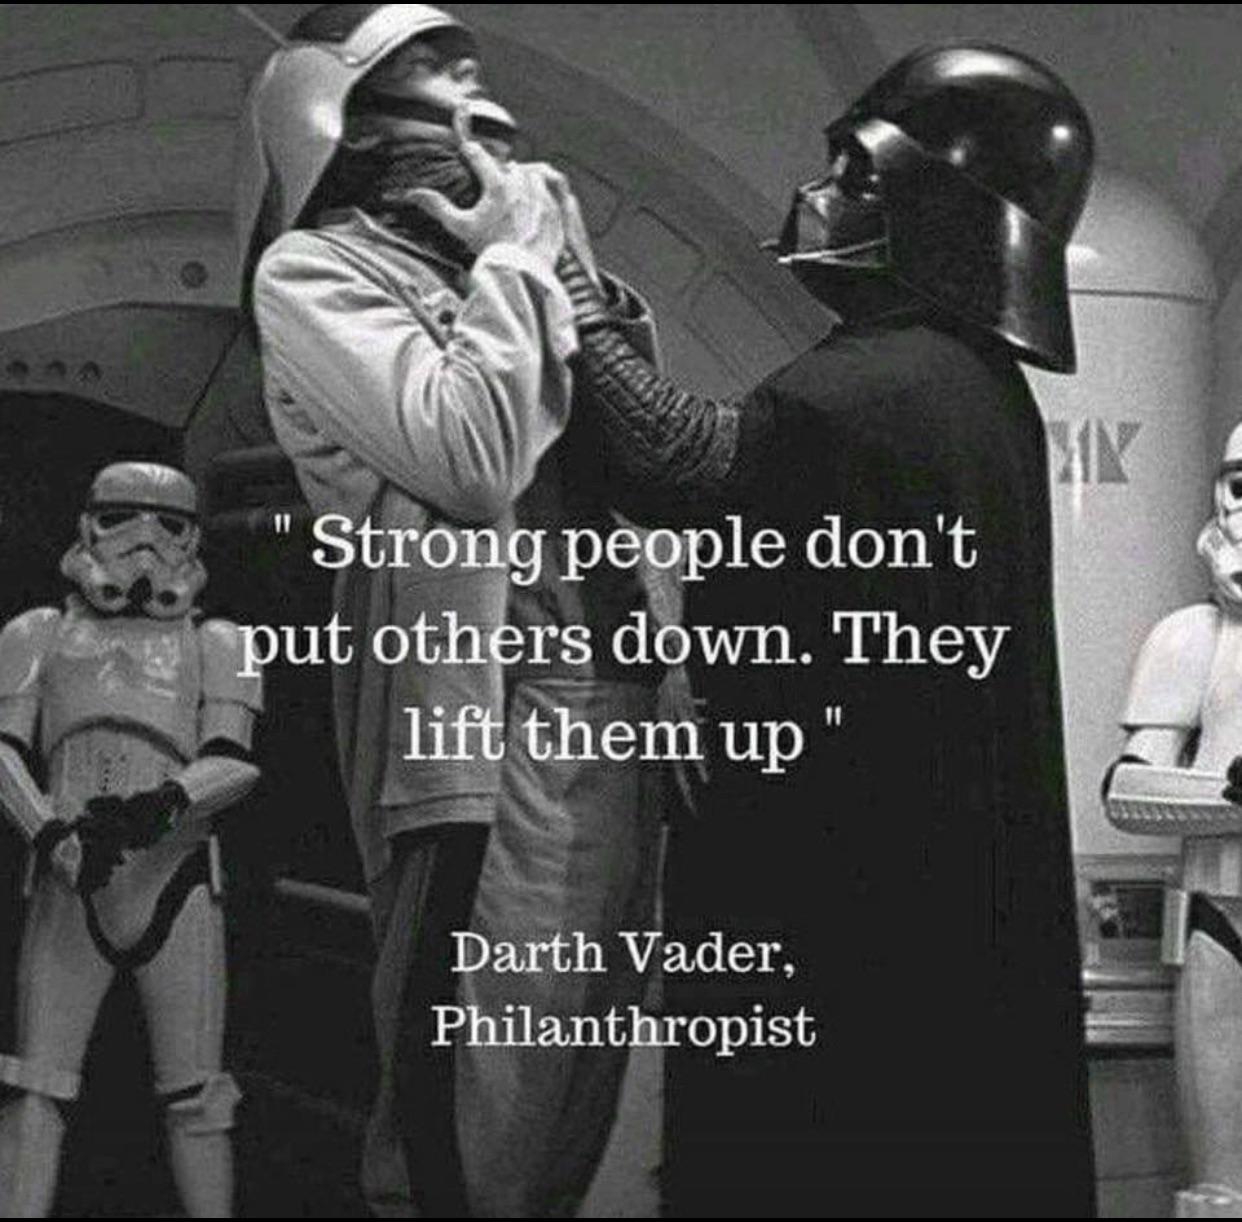 " Strong people don't
put others down. They
lift them up "
Darth Vader,
Philanthropist